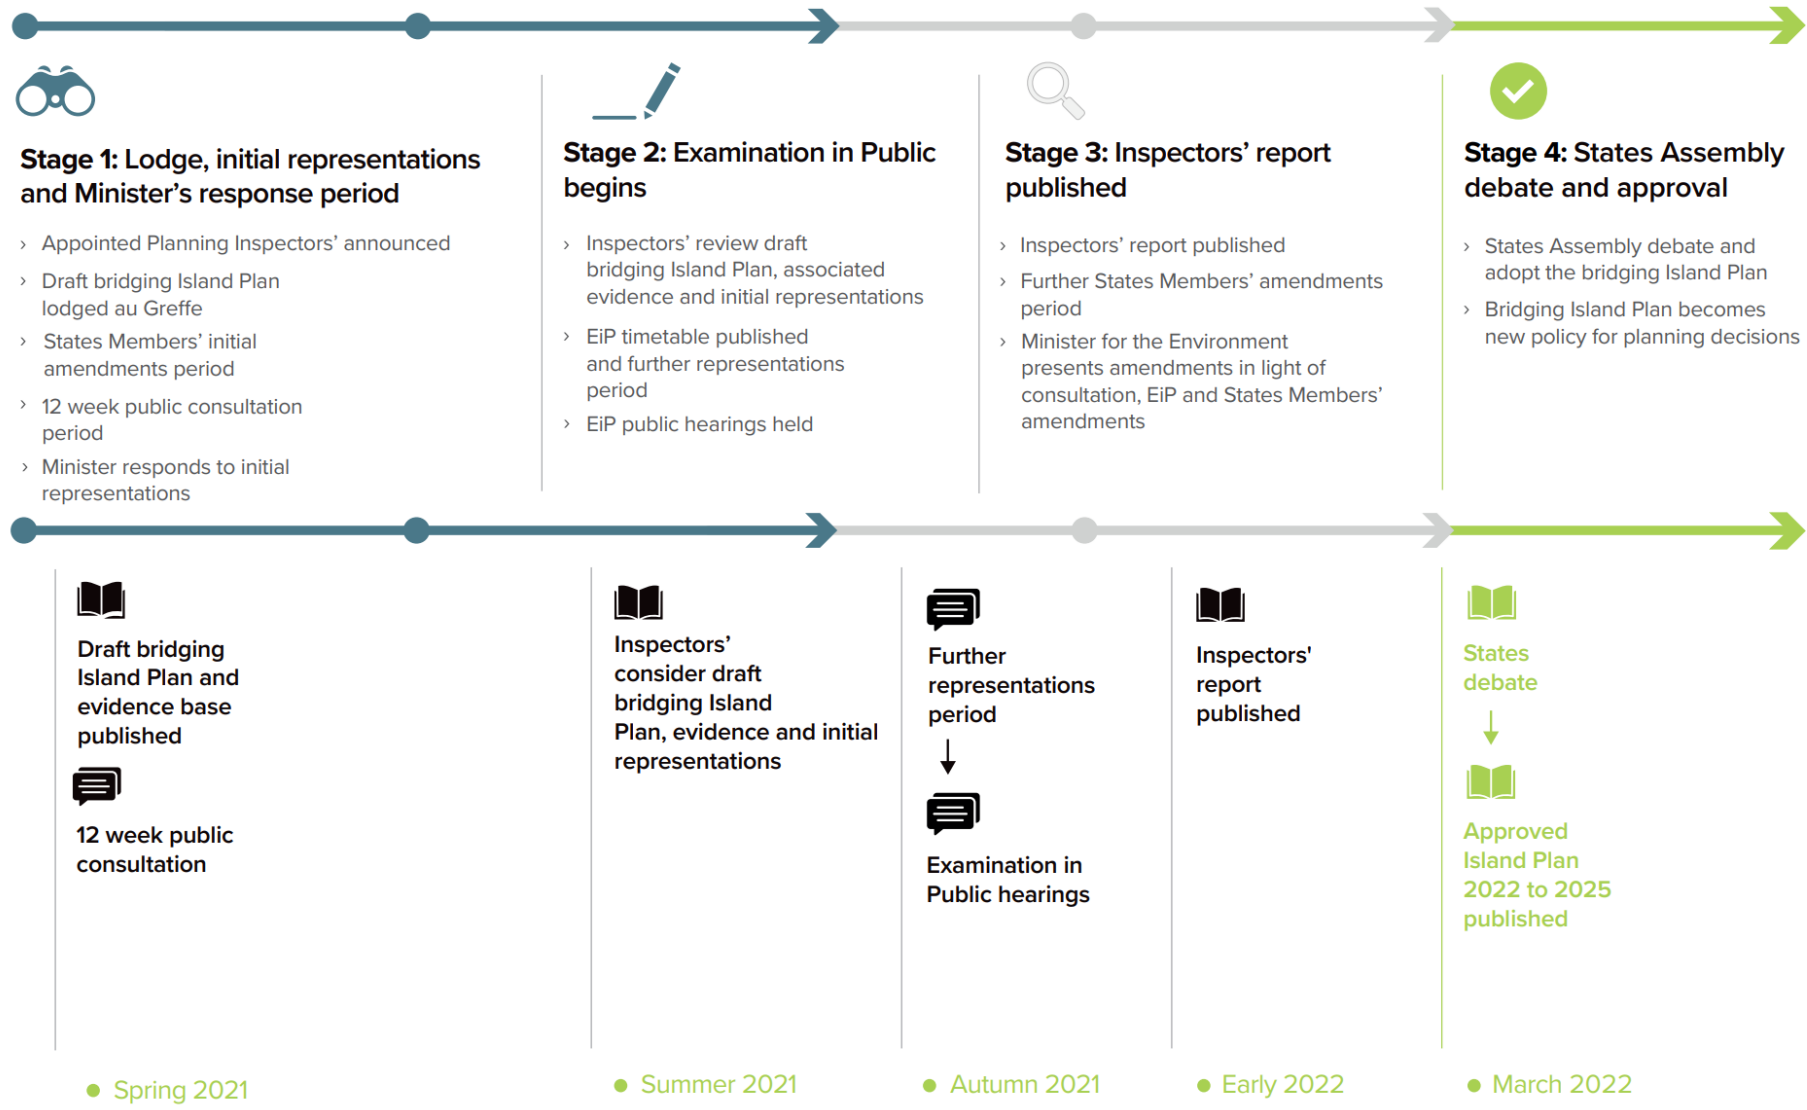 Stage 1: Lodge, initial representations
and Minister’s response period
› Appointed Planning Inspectors’ announced
› Draft bridging Island Plan
lodged au Greffe
› States Members’ initial
amendments period
› 12 week public consultation
period
› Minister responds to initial
representations
Stage 2: Examination in Public
begins
› Inspectors’ review draft
bridging Island Plan, associated
evidence and initial representations
› EiP timetable published
and further representations
period
› EiP public hearings held
Stage 3: Inspectors’ report
published
› Inspectors’ report published
› Further States Members’ amendments
period
› Minister for the Environment
presents amendments in light of
consultation, EiP and States Members’
amendments
Stage 4: States Assembly
debate and approval
› States Assembly debate and
adopt the bridging Island Plan
› Bridging Island Plan becomes
new policy for planning decisions
Draft bridging
Island Plan and
evidence base
published
12 week public
consultation
Inspectors’
consider draft
bridging Island
Plan, evidence and initial
representations
Further
representations
period
Examination in
Public hearings
Inspectors'
report
published
States
debate
Approved
Island Plan
2022 to 2025
published
● Spring 2021
● Summer 2021
● Autumn 2021
● Early 2022
● March 2022